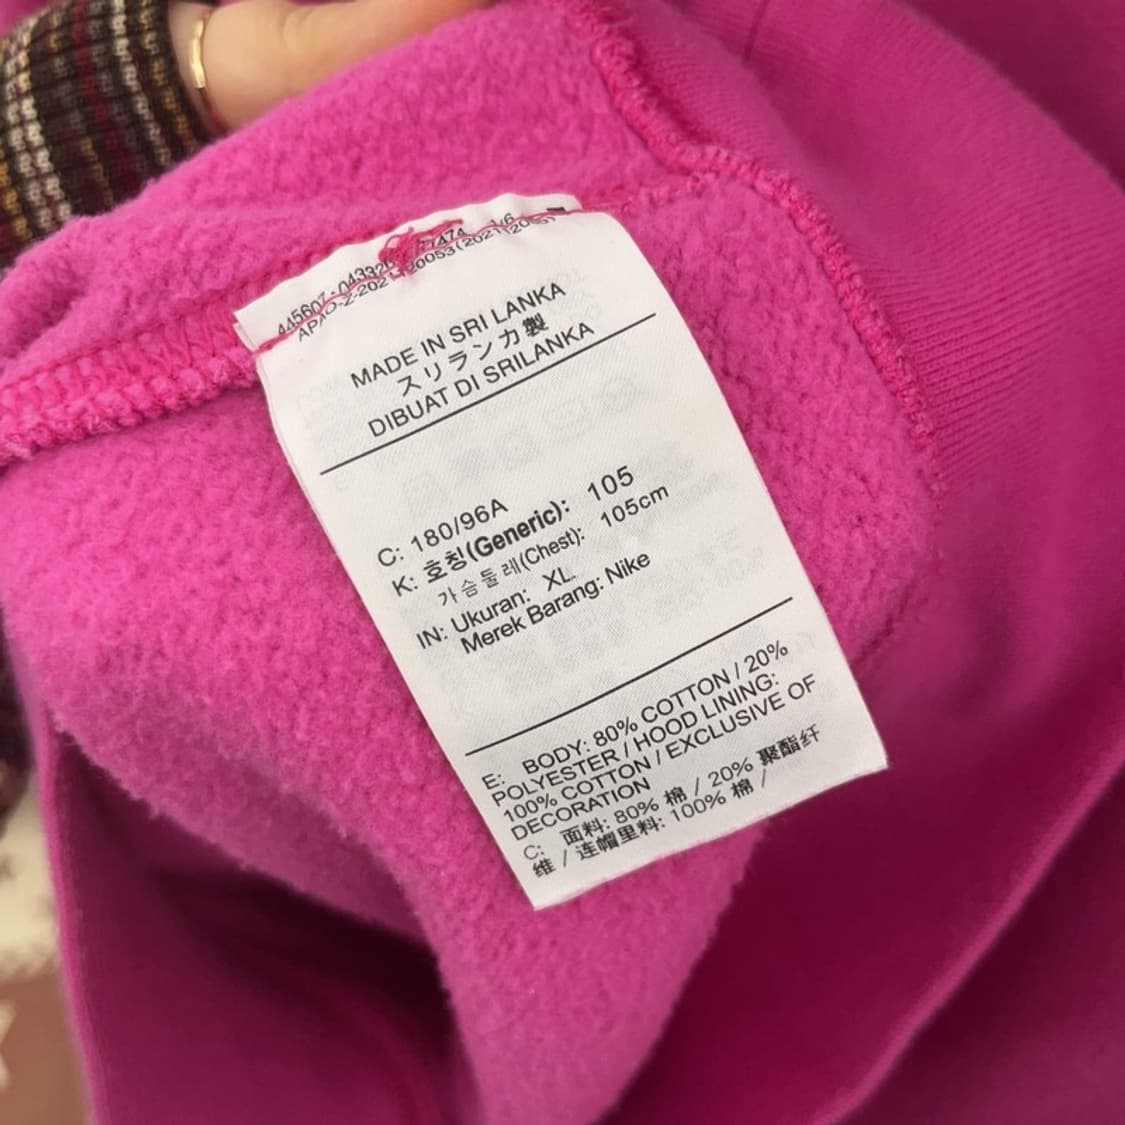 MADE IN SRI LANKA
スリランカ製
DIBUAT DI SRILANKA
C: 180/96A
K: 호칭(Generic): 105
가슴둘레(Chest): 105cm
IN: Ukuran: XL
Merek Barang: Nike
E: BODY: 80% COTTON / 20%
POLYESTER / HOOD LINING:
100% COTTON / EXCLUSIVE OF
DECORATION
C: 面料: 80% 棉 / 20% 聚酯纤
维 / 连帽里料: 100% 棉 /